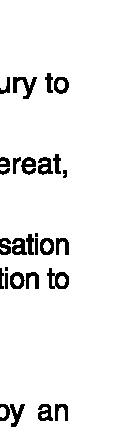 ury to
ereat,
sation
tion to
by an